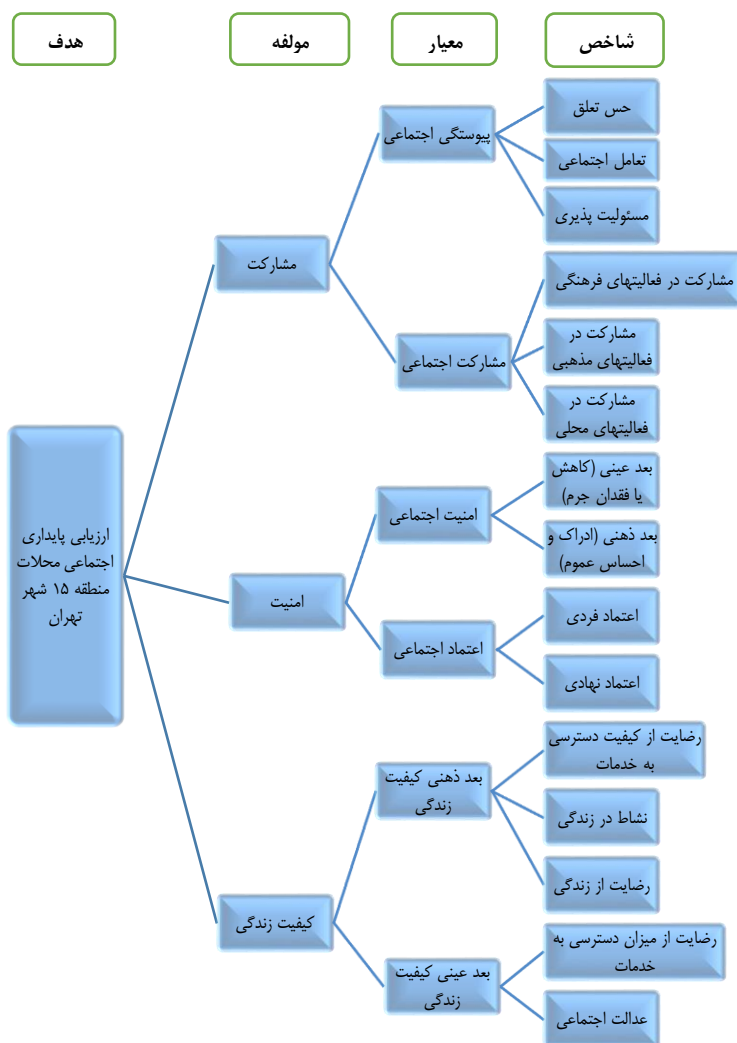 هدف
مولفه
معیار
شاخص
حس تعلق
پیوستگی اجتماعی
تعامل اجتماعی
مسئولیت پذیری
مشارکت
مشارکت در فعالیتهای فرهنگی
مشارکت اجتماعی
مشارکت در
فعالیتهای مذهبی
مشارکت در
فعالیتهای محلی
ارزیابی پایداری
اجتماعی محلات
منطقه ۱۵ شهر
تهران
بعد عینی (کاهش
یا فقدان جرم)
امنیت اجتماعی
بعد ذهنی (ادراک و
احساس عموم)
امنیت
اعتماد فردی
اعتماد اجتماعی
اعتماد نهادی
رضایت از کیفیت دسترسی
به خدمات
بعد ذهنی کیفیت
زندگی
نشاط در زندگی
رضایت از زندگی
کیفیت زندگی
رضایت از میزان دسترسی به
خدمات
بعد عینی کیفیت
زندگی
عدالت اجتماعی